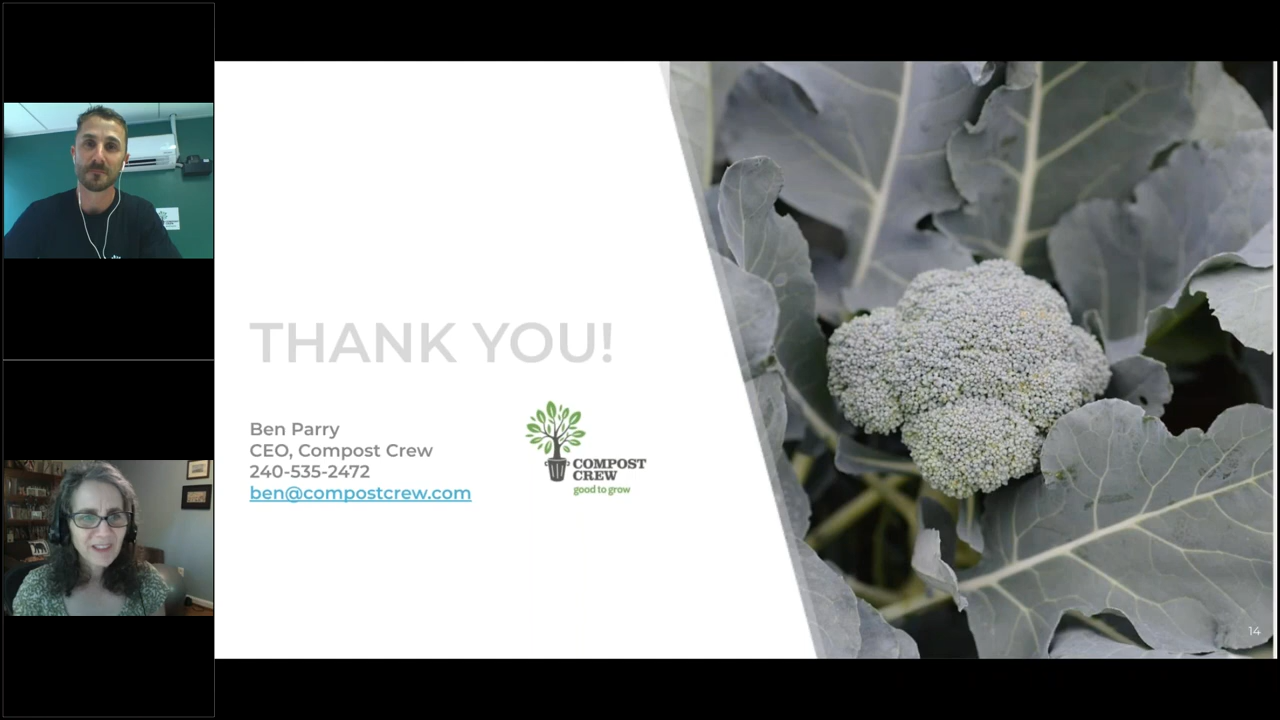 THANK YOU!
Ben Parry
CEO, Compost Crew
240-535-2472
ben@compostcrew.com
COMPOST
CREW
good to grow
14